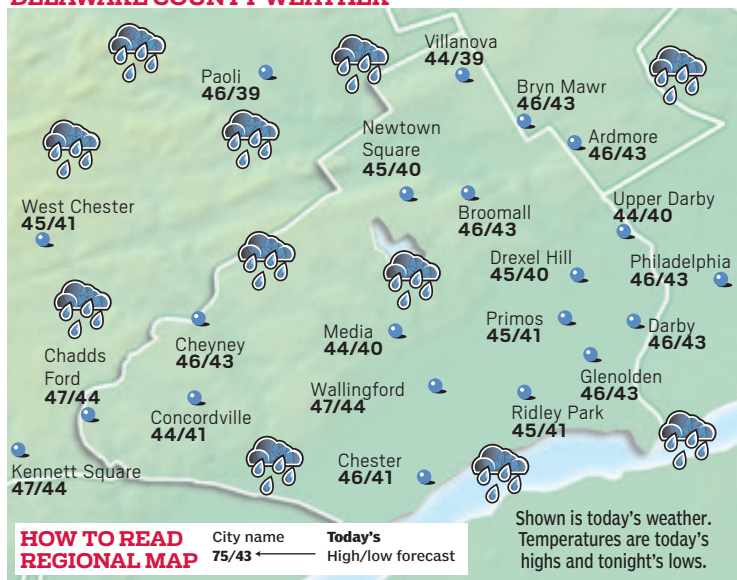 DELAWARE COUNTY WEATHER
Villanova
44/39
Paoli
46/39
Bryn Mawr
46/43
Newtown
Square
45/40
Ardmore
46/43
West Chester
45/41
Broomall
46/43
Upper Darby
44/40
Drexel Hill
45/40
Philadelphia
46/43
Cheyney
46/43
Media
44/40
Primos
45/41
Darby
46/43
Chadds
Ford
47/44
Concordville
44/41
Wallingford
47/44
Glenolden
46/43
Ridley Park
45/41
Kennett Square
47/44
Chester
46/41
HOW TO READ
REGIONAL MAP
City name
75/43
Today's
High/low forecast
Shown is today's weather.
Temperatures are today's
highs and tonight's lows.